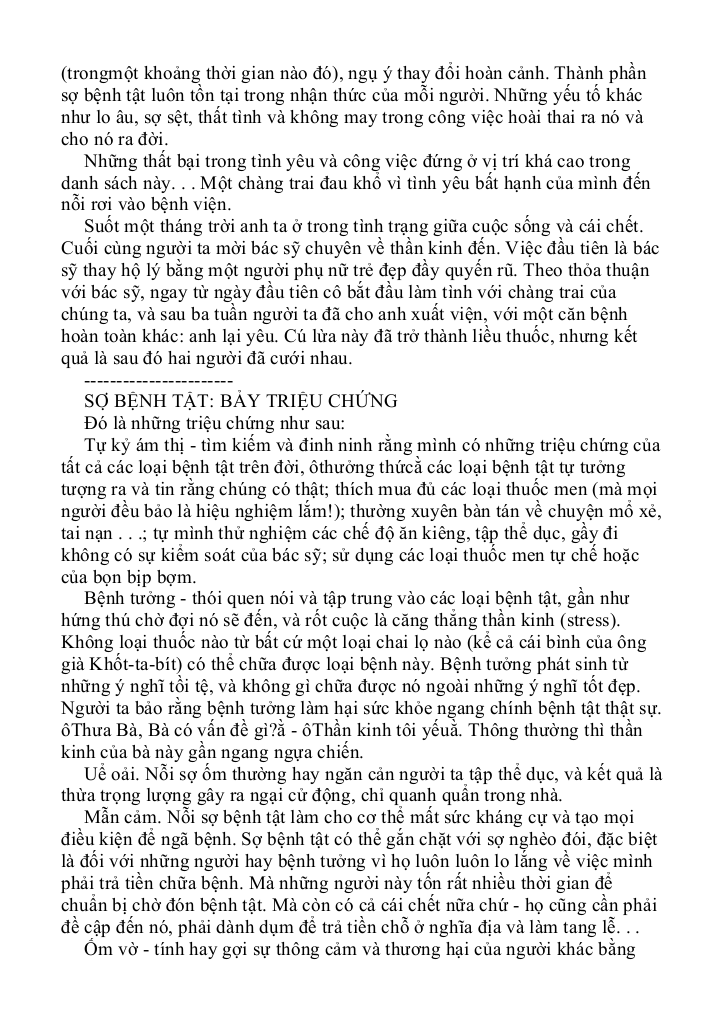 (trongmột khoảng thời gian nào đó), ngụ ý thay đổi hoàn cảnh. Thành phần
sợ bệnh tật luôn tồn tại trong nhận thức của mỗi người. Những yếu tố khác
như lo âu, sợ sệt, thất tình và không may trong công việc hoài thai ra nó và
cho nó ra đời.
Những thất bại trong tình yêu và công việc đứng ở vị trí khá cao trong
danh sách này. . . Một chàng trai đau khổ vì tình yêu bất hạnh của mình đến
nỗi rơi vào bệnh viện.
Suốt một tháng trời anh ta ở trong tình trạng giữa cuộc sống và cái chết.
Cuối cùng người ta mời bác sỹ chuyên về thần kinh đến. Việc đầu tiên là bác
sỹ thay hộ lý bằng một người phụ nữ trẻ đẹp đầy quyến rũ. Theo thỏa thuận
với bác sỹ, ngay từ ngày đầu tiên cô bắt đầu làm tình với chàng trai của
chúng ta, và sau ba tuần người ta đã cho anh xuất viện, với một căn bệnh
hoàn toàn khác: anh lại yêu. Cú lừa này đã trở thành liều thuốc, nhưng kết
quả là sau đó hai người đã cưới nhau.
-----------------------
SỢ BỆNH TẬT: BẢY TRIỆU CHỨNG
Đó là những triệu chứng như sau:
Tự kỷ ám thị - tìm kiếm và đinh ninh rằng mình có những triệu chứng của
tất cả các loại bệnh tật trên đời, ôthưởng thứcằ các loại bệnh tật tự tưởng
tượng ra và tin rằng chúng có thật; thích mua đủ các loại thuốc men (mà mọi
người đều bảo là hiệu nghiệm lắm!); thường xuyên bàn tán về chuyện mổ xẻ,
tai nạn . . .; tự mình thử nghiệm các chế độ ăn kiêng, tập thể dục, gầy đi
không có sự kiểm soát của bác sỹ; sử dụng các loại thuốc men tự chế hoặc
của bọn bịp bợm.
Bệnh tưởng - thói quen nói và tập trung vào các loại bệnh tật, gần như
hứng thú chờ đợi nó sẽ đến, và rốt cuộc là căng thẳng thần kinh (stress).
Không loại thuốc nào từ bất cứ một loại chai lọ nào (kể cả cái bình của ông
già Khốt-ta-bít) có thể chữa được loại bệnh này. Bệnh tưởng phát sinh từ
những ý nghĩ tồi tệ, và không gì chữa được nó ngoài những ý nghĩ tốt đẹp.
Người ta bảo rằng bệnh tưởng làm hại sức khỏe ngang chính bệnh tật thật sự.
ôThưa Bà, Bà có vấn đề gì?ằ - ôThần kinh tôi yếuằ. Thông thường thì thần
kinh của bà này gần ngang ngựa chiến.
Uể oải. Nỗi sợ ốm thường hay ngăn cản người ta tập thể dục, và kết quả là
thừa trọng lượng gây ra ngại cử động, chỉ quanh quẩn trong nhà.
Mẫn cảm. Nỗi sợ bệnh tật làm cho cơ thể mất sức kháng cự và tạo mọi
điều kiện để ngã bệnh. Sợ bệnh tật có thể gắn chặt với sợ nghèo đói, đặc biệt
là đối với những người hay bệnh tưởng vì họ luôn luôn lo lắng về việc mình
phải trả tiền chữa bệnh. Mà những người này tốn rất nhiều thời gian để
chuẩn bị chờ đón bệnh tật. Mà còn có cả cái chết nữa chứ - họ cũng cần phải
đề cập đến nó, phải dành dụm để trả tiền chỗ ở nghĩa địa và làm tang lễ. . .
Ốm vờ - tính hay gợi sự thông cảm và thương hại của người khác bằng